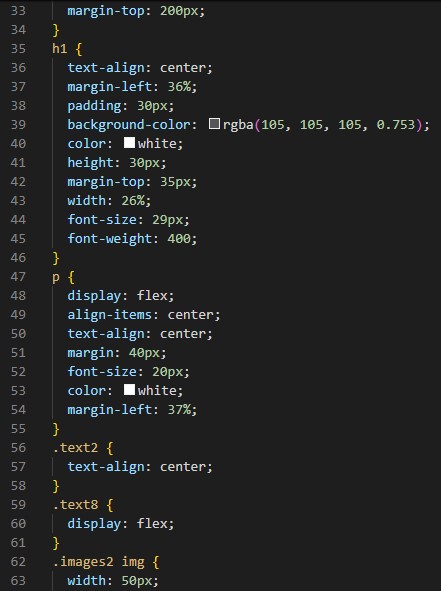 33 margin-top: 200px;
34 }
35 h1 {
36 text-align: center;
37 margin-left: 36%;
38 padding: 30px;
39 background-color: rgba(105, 105, 105, 0.753);
40 color: white;
41 height: 30px;
42 margin-top: 35px;
43 width: 26%;
44 font-size: 29px;
45 font-weight: 400;
46 }
47 p {
48 display: flex;
49 align-items: center;
50 text-align: center;
51 margin: 40px;
52 font-size: 20px;
53 color: white;
54 margin-left: 37%;
55 }
56 .text2 {
57 text-align: center;
58 }
59 .text8 {
60 display: flex;
61 }
62 .images2 img {
63 width: 50px;